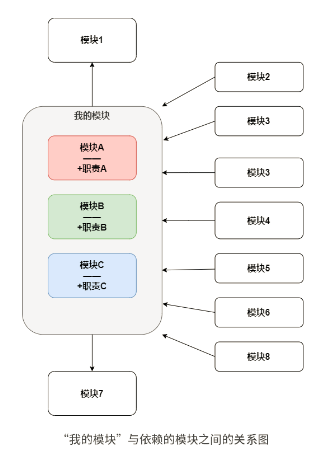 模块1
我的模块
模块A
——
+职责A
模块B
——
+职责B
模块C
——
+职责C
模块2
模块3
模块3
模块4
模块5
模块6
模块8
模块7
“我的模块”与依赖的模块之间的关系图